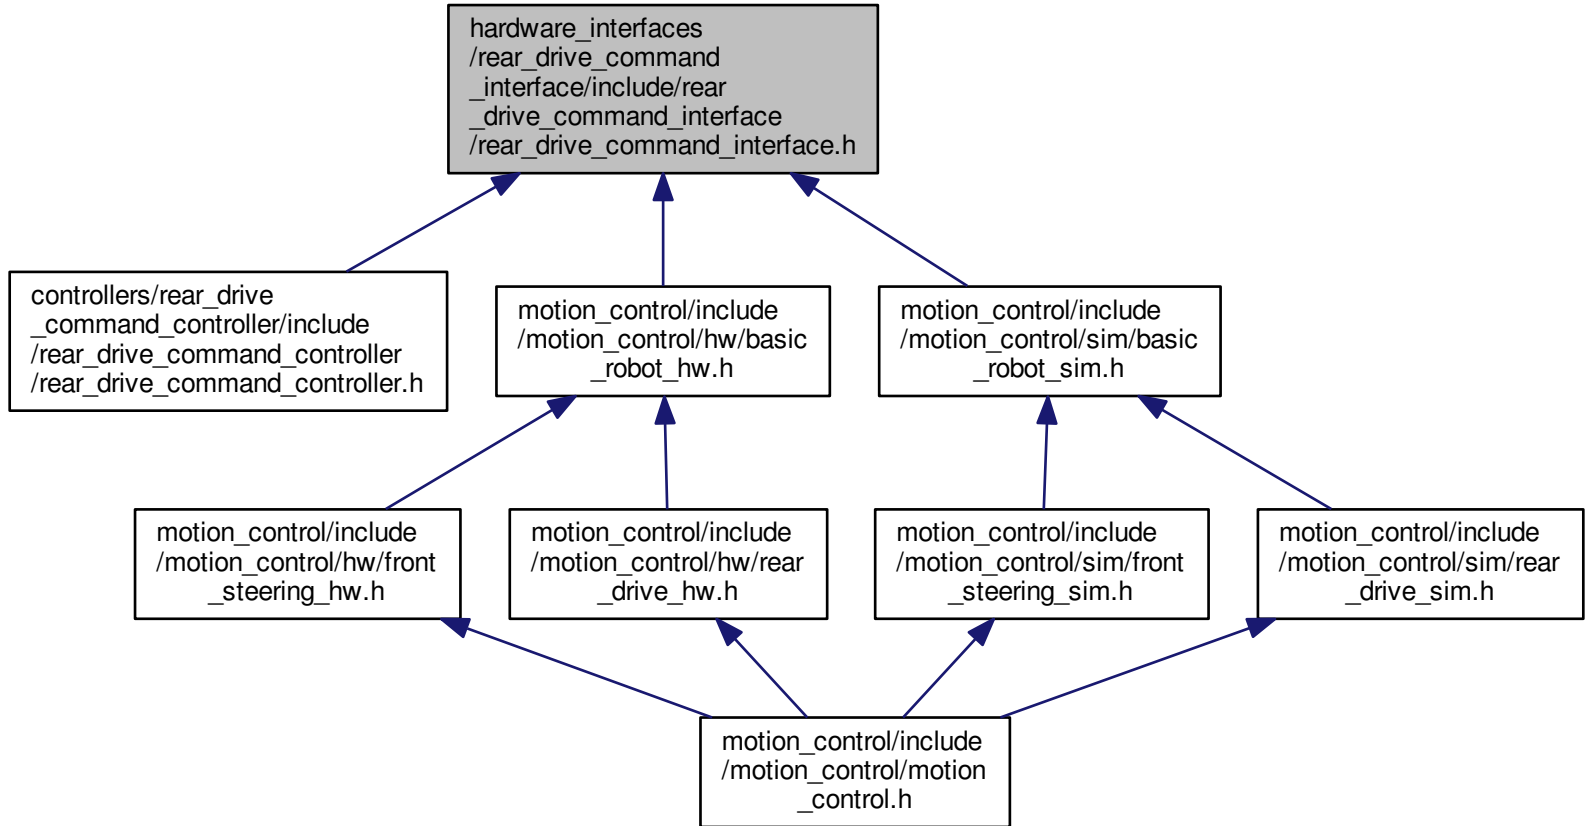 hardware_interfaces
/rear_drive_command
_interface/include/rear
_drive_command_interface
/rear_drive_command_interface.h
controllers/rear_drive
_command_controller/include
/rear_drive_command_controller
/rear_drive_command_controller.h
motion_control/include
/motion_control/hw/basic
_robot_hw.h
motion_control/include
/motion_control/sim/basic
_robot_sim.h
motion_control/include
/motion_control/hw/front
_steering_hw.h
motion_control/include
/motion_control/hw/rear
_drive_hw.h
motion_control/include
/motion_control/sim/front
_steering_sim.h
motion_control/include
/motion_control/sim/rear
_drive_sim.h
motion_control/include
/motion_control/motion
_control.h